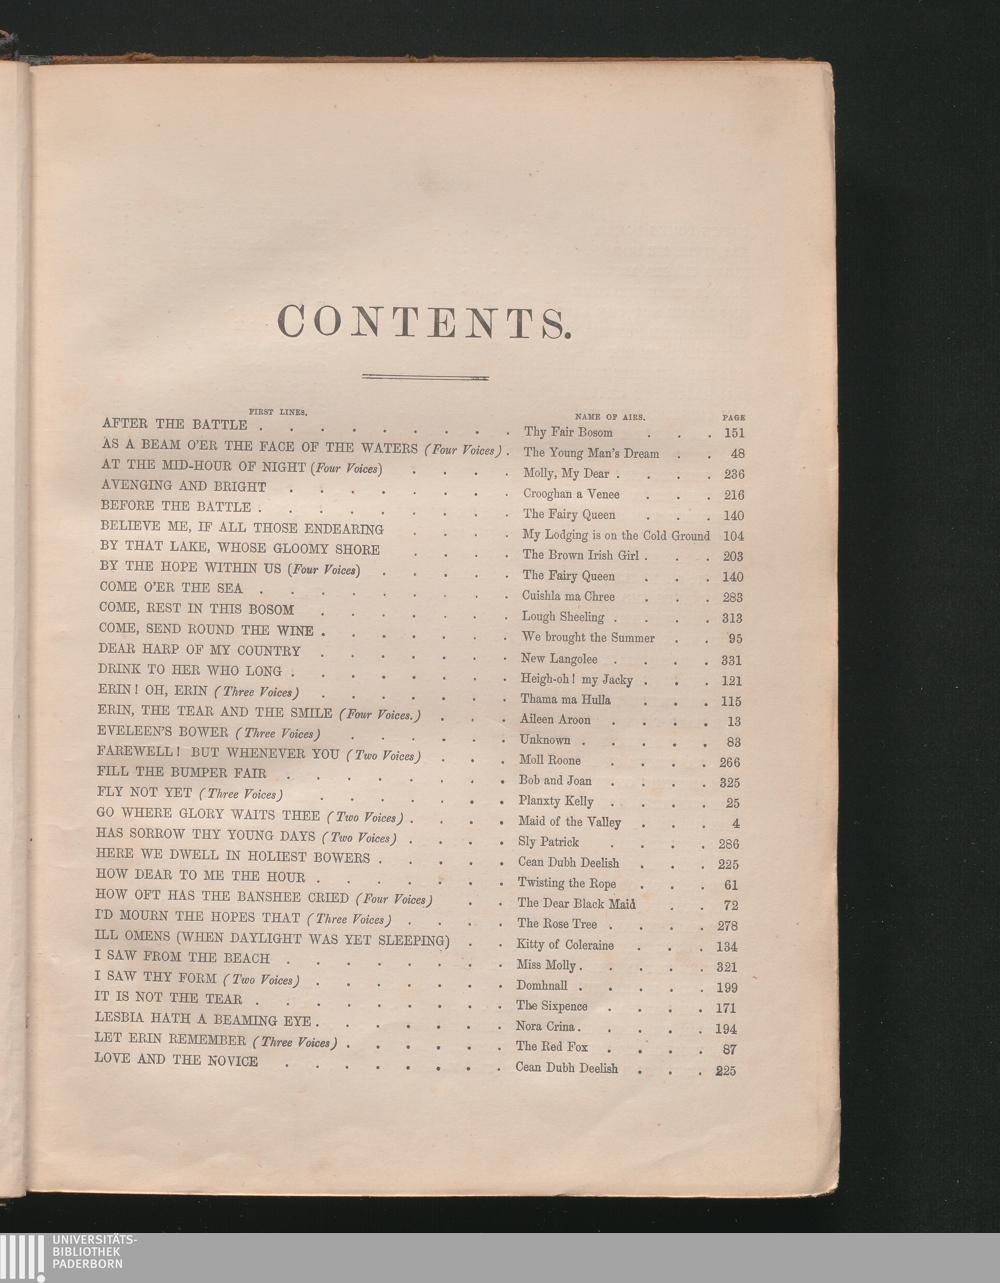 CONTENTS.
FIRST LINES. NAME OF AIRS. PAGE
AFTER THE BATTLE . . . . . . . . . Thy Fair Bosom . . . 151
AS A BEAM O'ER THE FACE OF THE WATERS (Four Voices) . The Young Man's Dream . . 48
AT THE MID-HOUR OF NIGHT (Four Voices) . . . . Molly, My Dear . . . . 236
AVENGING AND BRIGHT . . . . . . . . Crooghan a Venee . . . 216
BEFORE THE BATTLE . . . . . . . . . The Fairy Queen . . . 140
BELIEVE ME, IF ALL THOSE ENDEARING . . . . My Lodging is on the Cold Ground 104
BY THAT LAKE, WHOSE GLOOMY SHORE . . . . The Brown Irish Girl . . . 203
BY THE HOPE WITHIN US (Four Voices) . . . . . The Fairy Queen . . . 140
COME O'ER THE SEA . . . . . . . . . Cuishla ma Chree . . . 283
COME, REST IN THIS BOSOM . . . . . . . Lough Sheeling . . . . 313
COME, SEND ROUND THE WINE . . . . . . . We brought the Summer . . 95
DEAR HARP OF MY COUNTRY . . . . . . . New Langolee . . . . 331
DRINK TO HER WHO LONG . . . . . . . . Heigh-oh! my Jacky . . . 121
ERIN! OH, ERIN (Three Voices) . . . . . . . Thama ma Hulla . . . 115
ERIN, THE TEAR AND THE SMILE (Four Voices.) . . . Aileen Aroon . . . . 13
EVELEEN'S BOWER (Three Voices) . . . . . . Unknown . . . . . 83
FAREWELL! BUT WHENEVER YOU (Two Voices) . . . Moll Roone . . . . 266
FILL THE BUMPER FAIR . . . . . . . . Bob and Joan . . . . 325
FLY NOT YET (Three Voices) . . . . . . . Planxty Kelly . . . . 25
GO WHERE GLORY WAITS THEE (Two Voices) . . . . Maid of the Valley . . . 4
HAS SORROW THY YOUNG DAYS (Two Voices) . . . . Sly Patrick . . . . 286
HERE WE DWELL IN HOLIEST BOWERS . . . . . Cean Dubh Deelish . . . 225
HOW DEAR TO ME THE HOUR . . . . . . . Twisting the Rope . . . 61
HOW OFT HAS THE BANSHEE CRIED (Four Voices) . . The Dear Black Maid . . 72
I'D MOURN THE HOPES THAT (Three Voices) . . . . The Rose Tree . . . . 278
ILL OMENS (WHEN DAYLIGHT WAS YET SLEEPING) . . Kitty of Coleraine . . . 134
I SAW FROM THE BEACH . . . . . . . . Miss Molly . . . . . 321
I SAW THY FORM (Two Voices) . . . . . . . Domhnall . . . . . 199
IT IS NOT THE TEAR . . . . . . . . . The Sixpence . . . . 171
LESBIA HATH A BEAMING EYE . . . . . . . Nora Crina . . . . . 194
LET ERIN REMEMBER (Three Voices) . . . . . . The Red Fox . . . . 87
LOVE AND THE NOVICE . . . . . . . . Cean Dubh Deelish . . . 225
UNIVERSITÄTS-
BIBLIOTHEK
PADERBORN